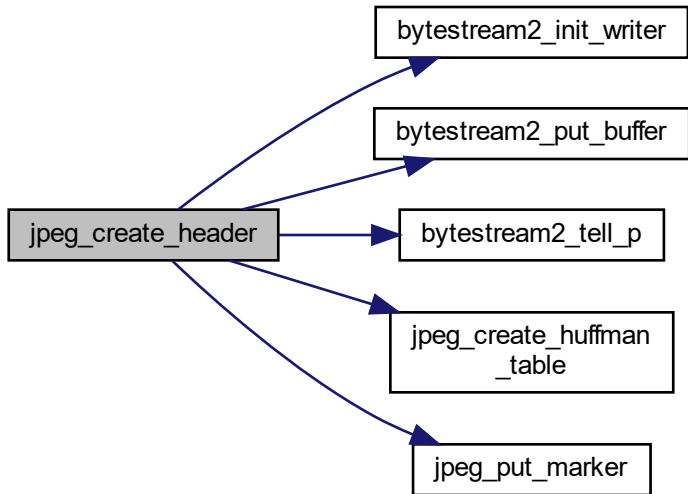 bytestream2_init_writer
bytestream2_put_buffer
jpeg_create_header
bytestream2_tell_p
jpeg_create_huffman
_table
jpeg_put_marker